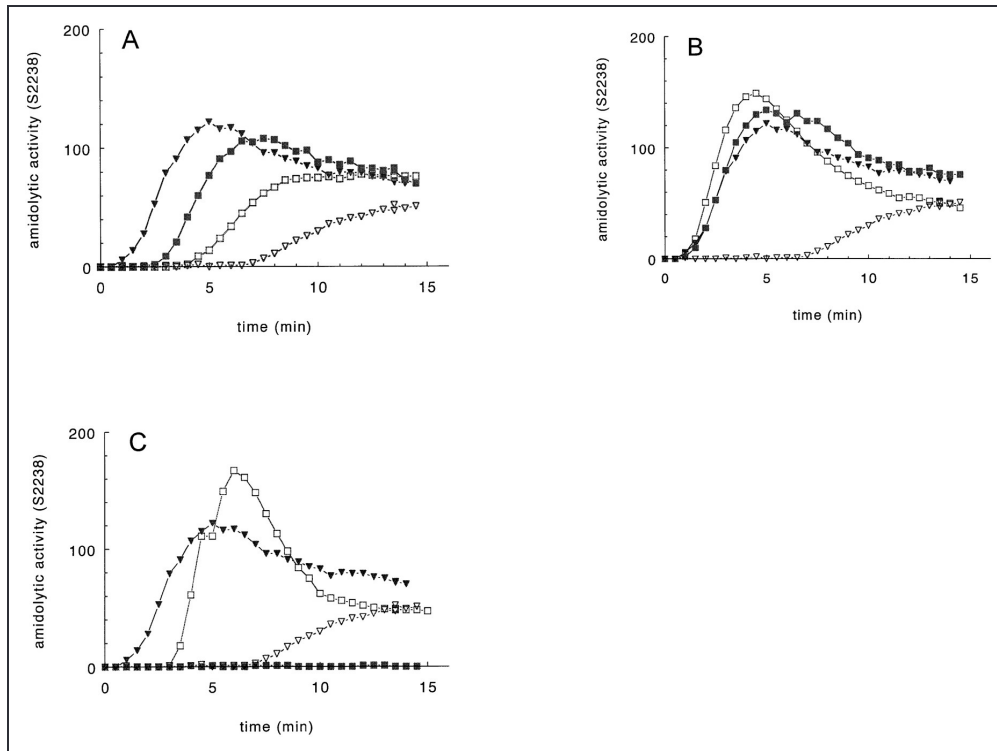 A
200
100
0
amidolytic activity (S2238)
0 5 10 15
time (min)
B
200
100
0
amidolytic activity (S2238)
0 5 10 15
time (min)
C
200
100
0
amidolytic activity (S2238)
0 5 10 15
time (min)